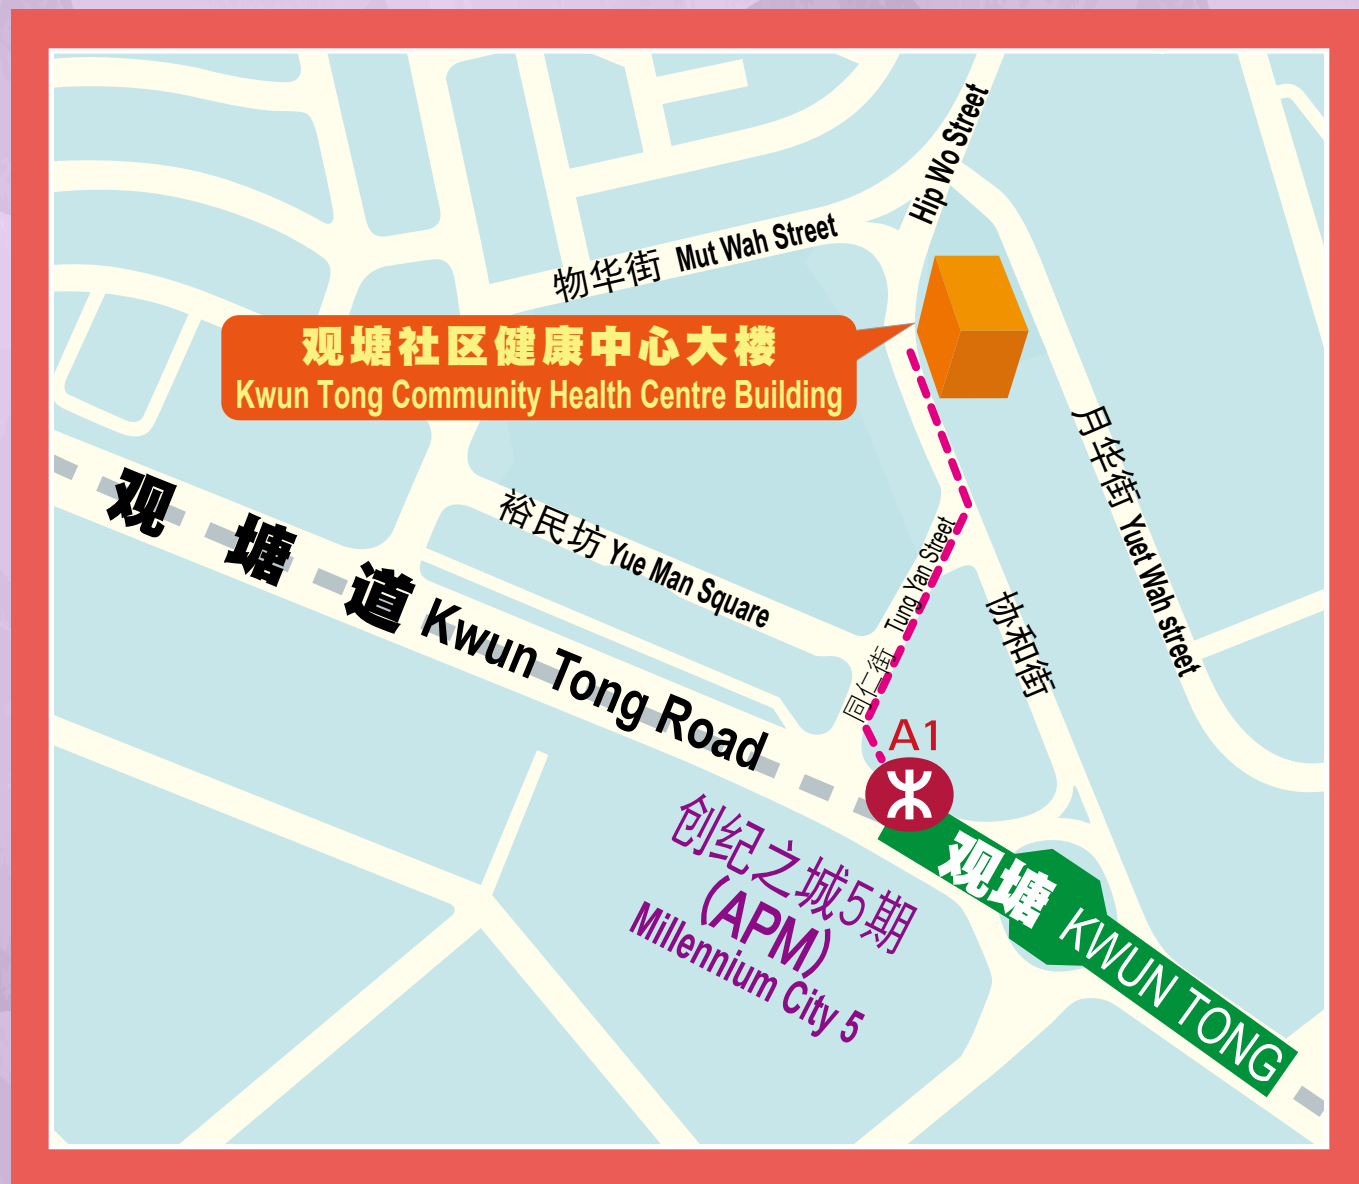 Hip Wo Street
物华街 Mut Wah Street
观塘社区健康中心大楼
Kwun Tong Community Health Centre Building
月华街 Yuet Wah street
观塘道 Kwun Tong Road
裕民坊 Yue Man Square
同仁街 Tung Yan Street
协和街
A1
创纪之城5期
(APM)
Millennium City 5
观塘 KWUN TONG